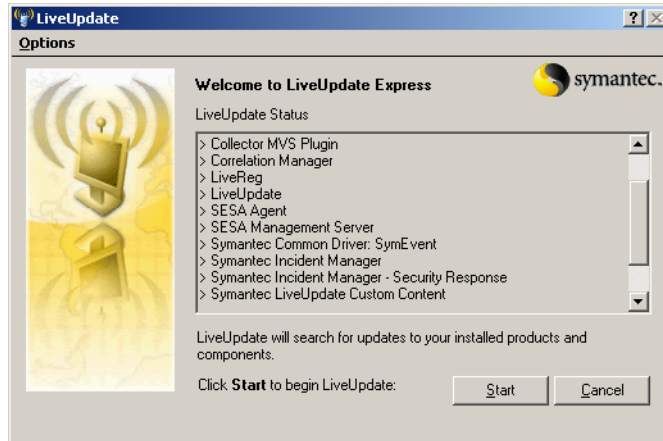 LiveUpdate
Options
symantec.
Welcome to LiveUpdate Express
LiveUpdate Status
> Collector MVS Plugin
> Correlation Manager
> LiveReg
> LiveUpdate
> SESA Agent
> SESA Management Server
> Symantec Common Driver: SymEvent
> Symantec Incident Manager
> Symantec Incident Manager - Security Response
> Symantec LiveUpdate Custom Content
LiveUpdate will search for updates to your installed products and
components.
Click Start to begin LiveUpdate:
Start
Cancel